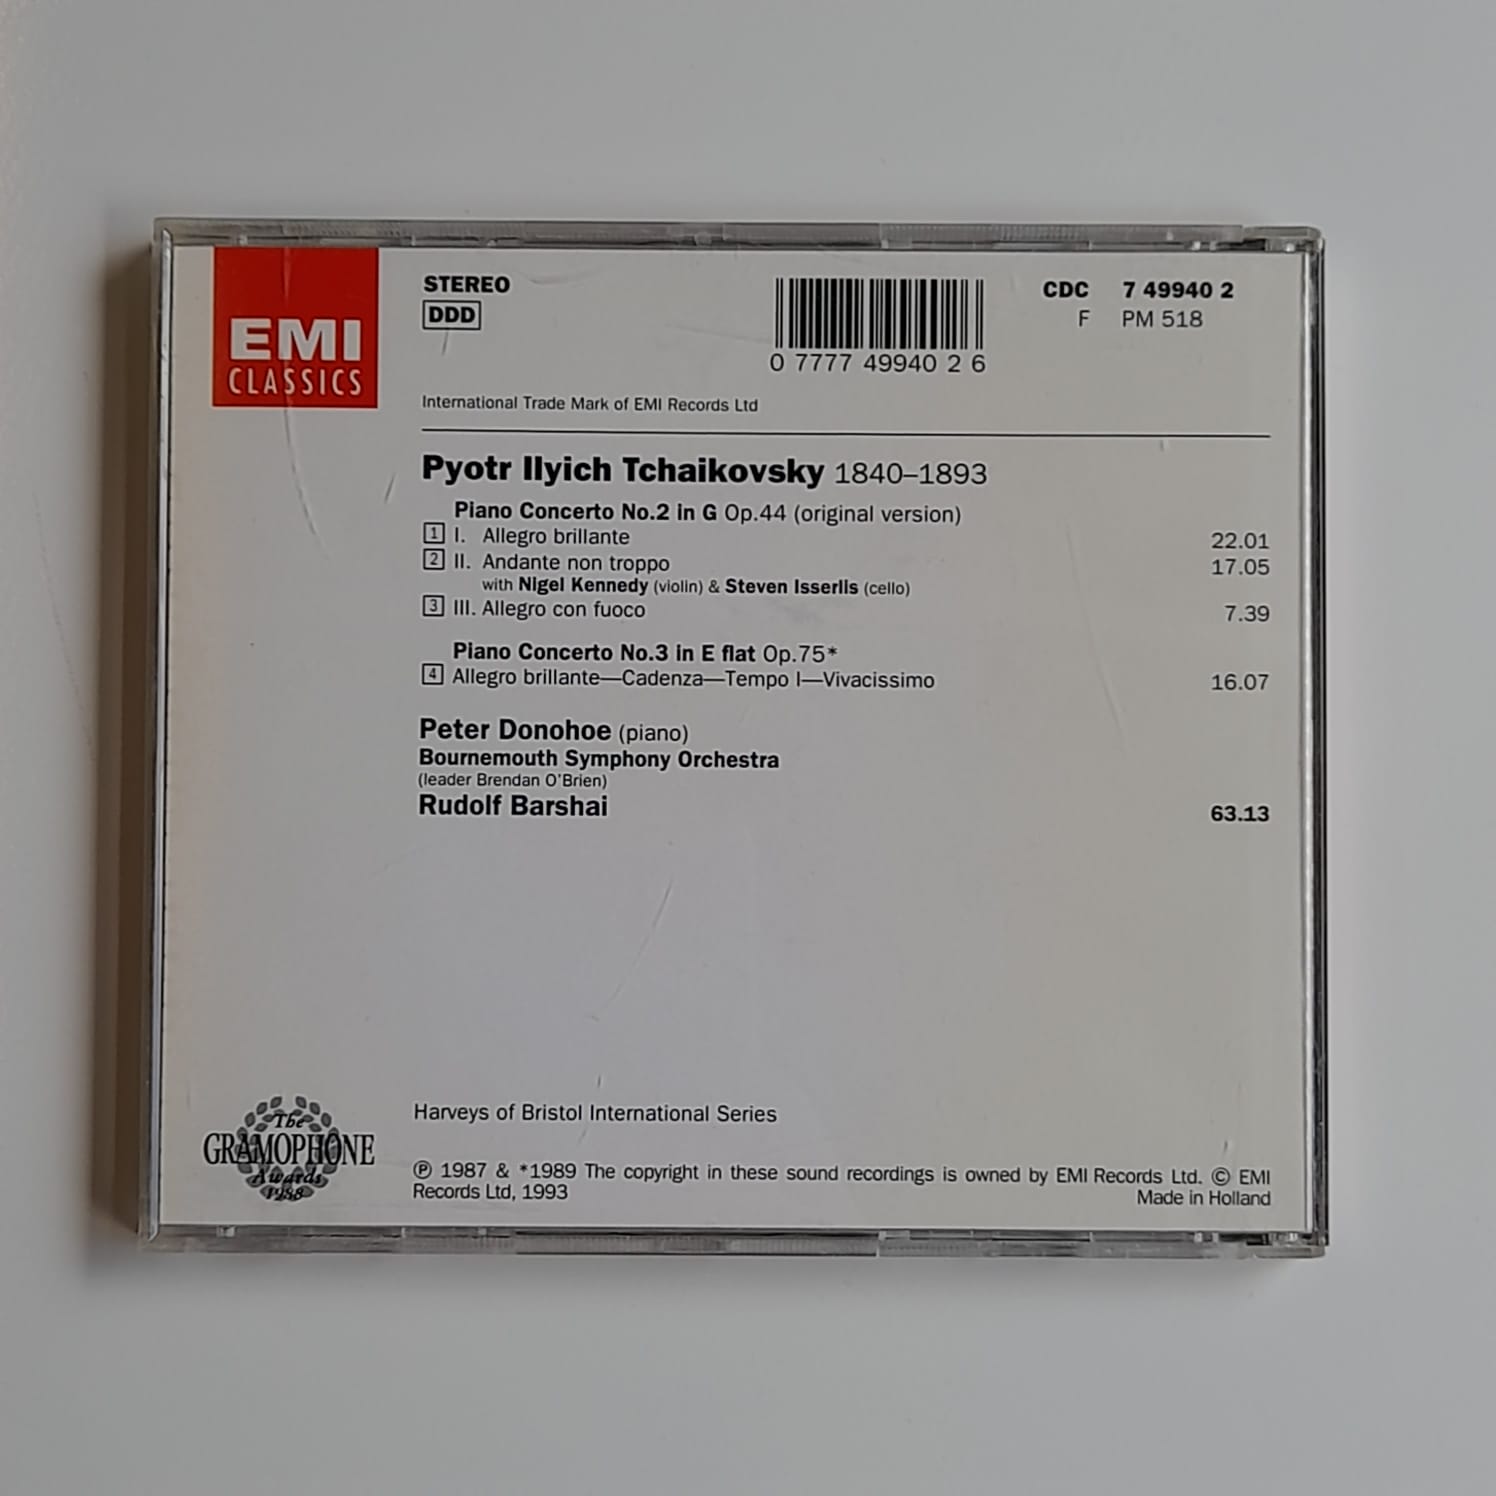 EMI
CLASSICS
STEREO
DDD
0 7777 49940 2 6
CDC 7 49940 2
F PM 518
International Trade Mark of EMI Records Ltd
Pyotr Ilyich Tchaikovsky 1840–1893
Piano Concerto No.2 in G Op.44 (original version)
1 I. Allegro brillante 22.01
2 II. Andante non troppo 17.05
with Nigel Kennedy (violin) & Steven Isserlis (cello)
3 III. Allegro con fuoco 7.39
Piano Concerto No.3 in E flat Op.75*
4 Allegro brillante—Cadenza—Tempo I—Vivacissimo 16.07
Peter Donohoe (piano)
Bournemouth Symphony Orchestra
(leader Brendan O'Brien)
Rudolf Barshai 63.13
The
GRAMOPHONE
Awards
1988
Harveys of Bristol International Series
℗ 1987 & *1989 The copyright in these sound recordings is owned by EMI Records Ltd. © EMI
Records Ltd, 1993 Made in Holland